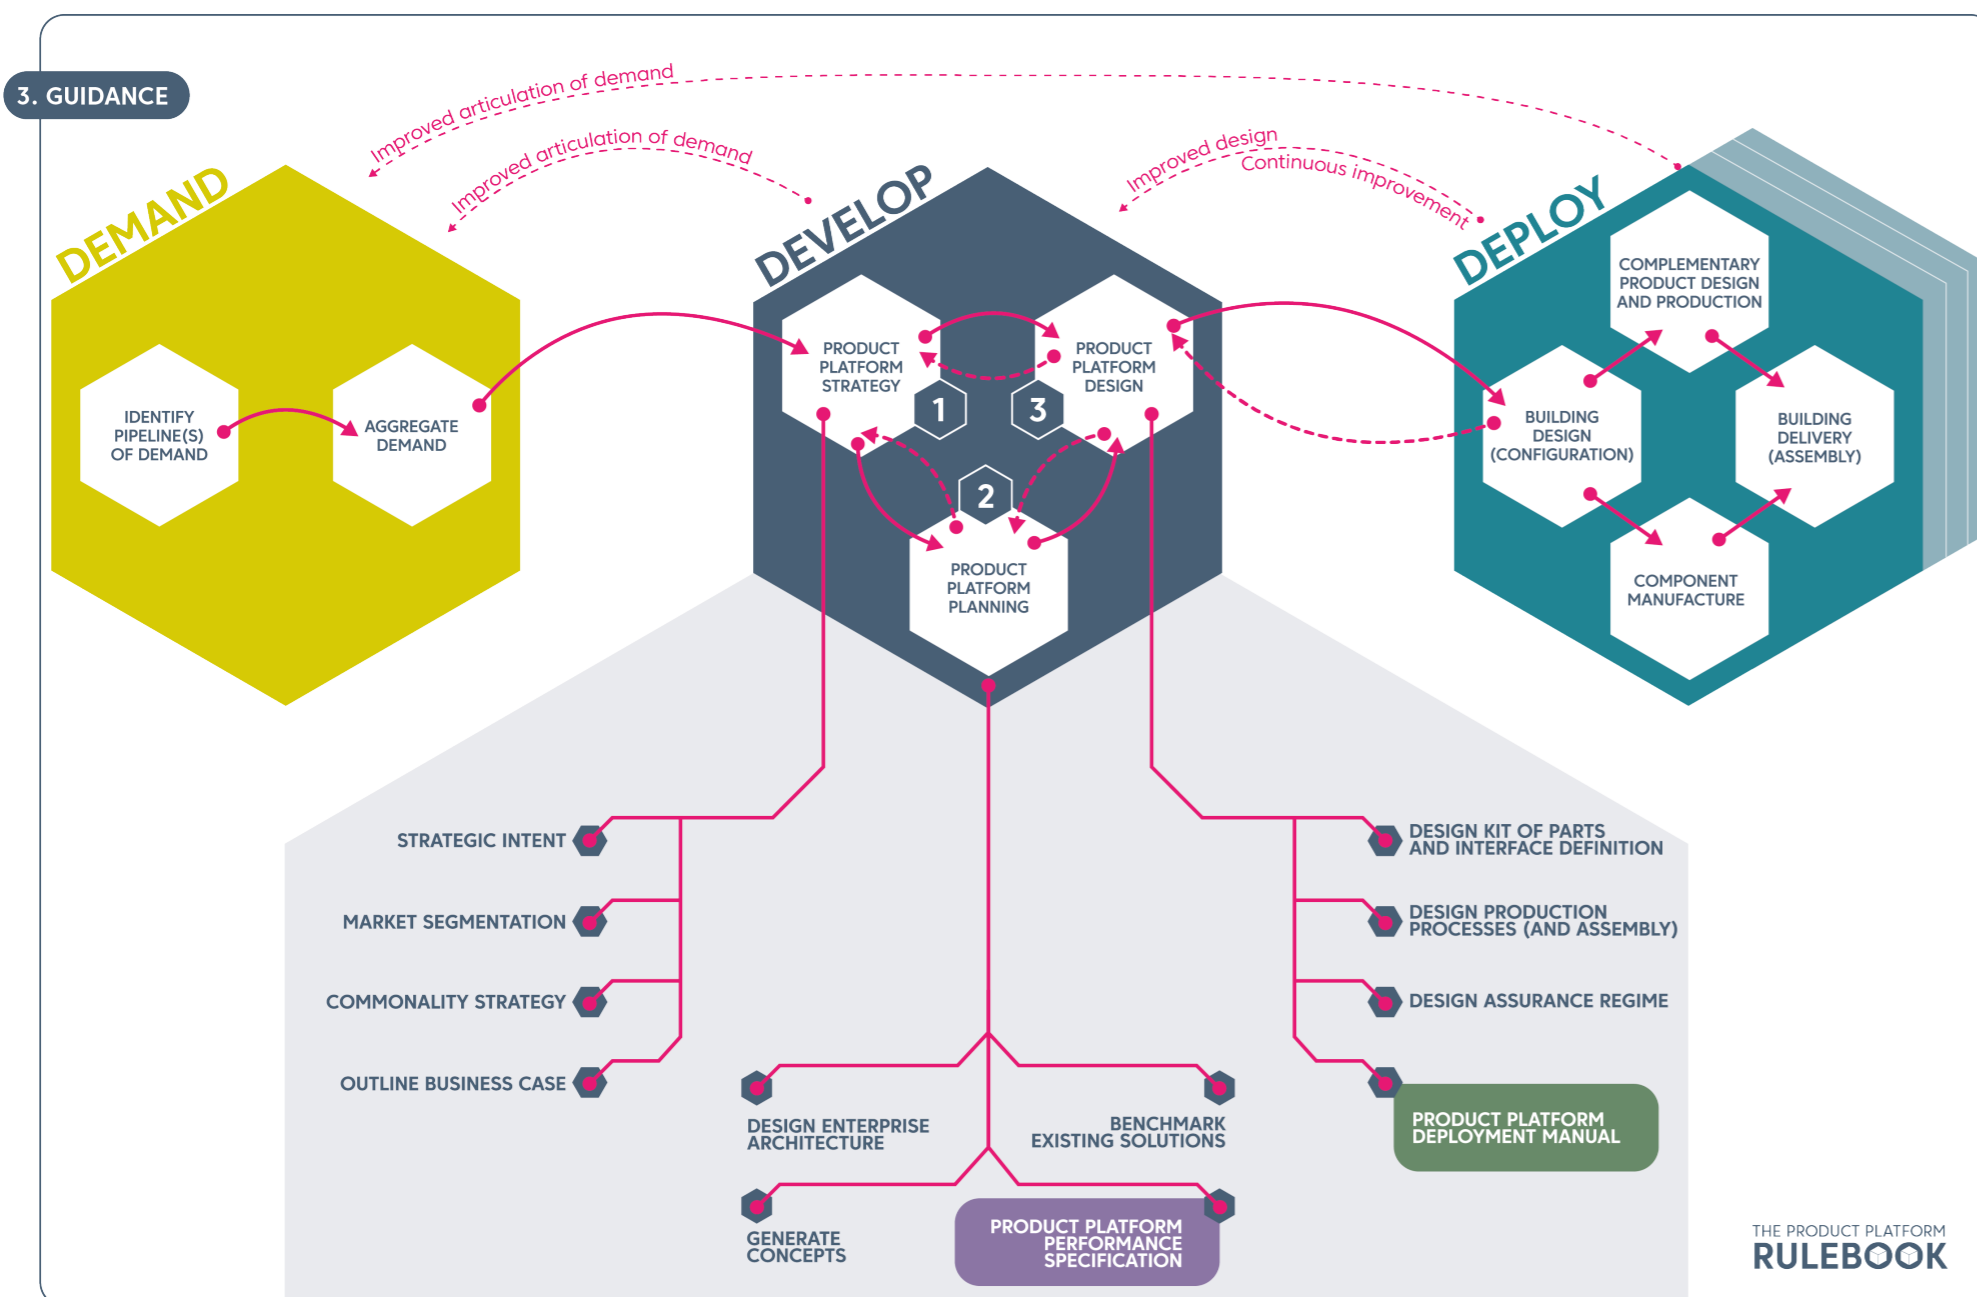 3. GUIDANCE
Improved articulation of demand
Improved articulation of demand
Improved design
Continuous improvement
DEMAND
IDENTIFY
PIPELINE(S)
OF DEMAND
AGGREGATE
DEMAND
DEVELOP
PRODUCT
PLATFORM
STRATEGY
1
PRODUCT
PLATFORM
DESIGN
3
2
PRODUCT
PLATFORM
PLANNING
DEPLOY
COMPLEMENTARY
PRODUCT DESIGN
AND PRODUCTION
BUILDING
DESIGN
(CONFIGURATION)
BUILDING
DELIVERY
(ASSEMBLY)
COMPONENT
MANUFACTURE
STRATEGIC INTENT
MARKET SEGMENTATION
COMMONALITY STRATEGY
OUTLINE BUSINESS CASE
DESIGN ENTERPRISE
ARCHITECTURE
BENCHMARK
EXISTING SOLUTIONS
GENERATE
CONCEPTS
PRODUCT PLATFORM
PERFORMANCE
SPECIFICATION
DESIGN KIT OF PARTS
AND INTERFACE DEFINITION
DESIGN PRODUCTION
PROCESSES (AND ASSEMBLY)
DESIGN ASSURANCE REGIME
PRODUCT PLATFORM
DEPLOYMENT MANUAL
THE PRODUCT PLATFORM
RULEBOOK